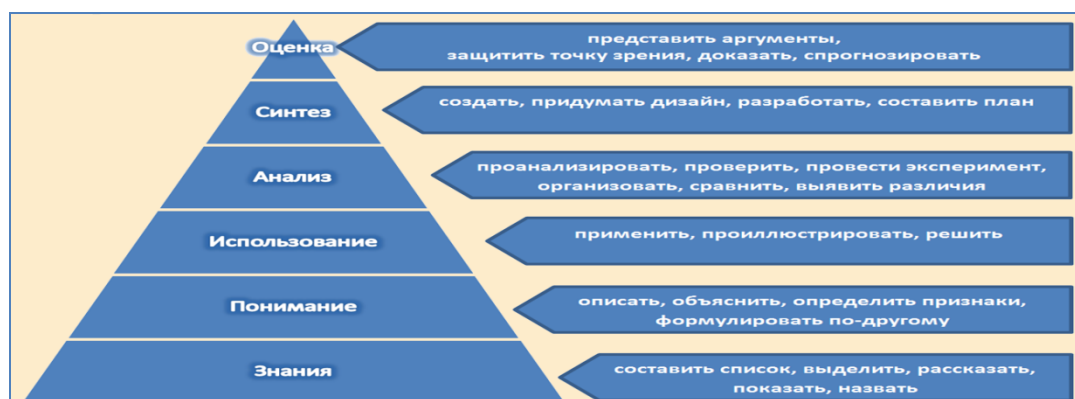 Оценка
представить аргументы,
защитить точку зрения, доказать, спрогнозировать
Синтез
создать, придумать дизайн, разработать, составить план
Анализ
проанализировать, проверить, провести эксперимент,
организовать, сравнить, выявить различия
Использование
применить, проиллюстрировать, решить
Понимание
описать, объяснить, определить признаки,
формулировать по-другому
Знания
составить список, выделить, рассказать,
показать, назвать